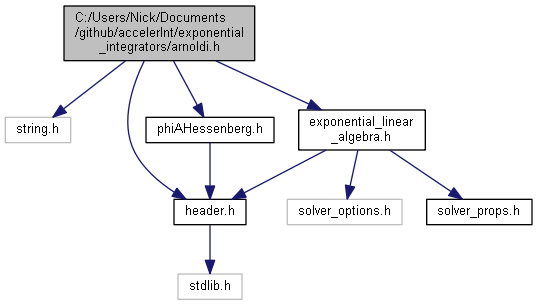 C:/Users/Nick/Documents
/github/accelerInt/exponential
_integrators/arnoldi.h
string.h
phiAHessenberg.h
exponential_linear
_algebra.h
header.h
solver_options.h
solver_props.h
stdlib.h